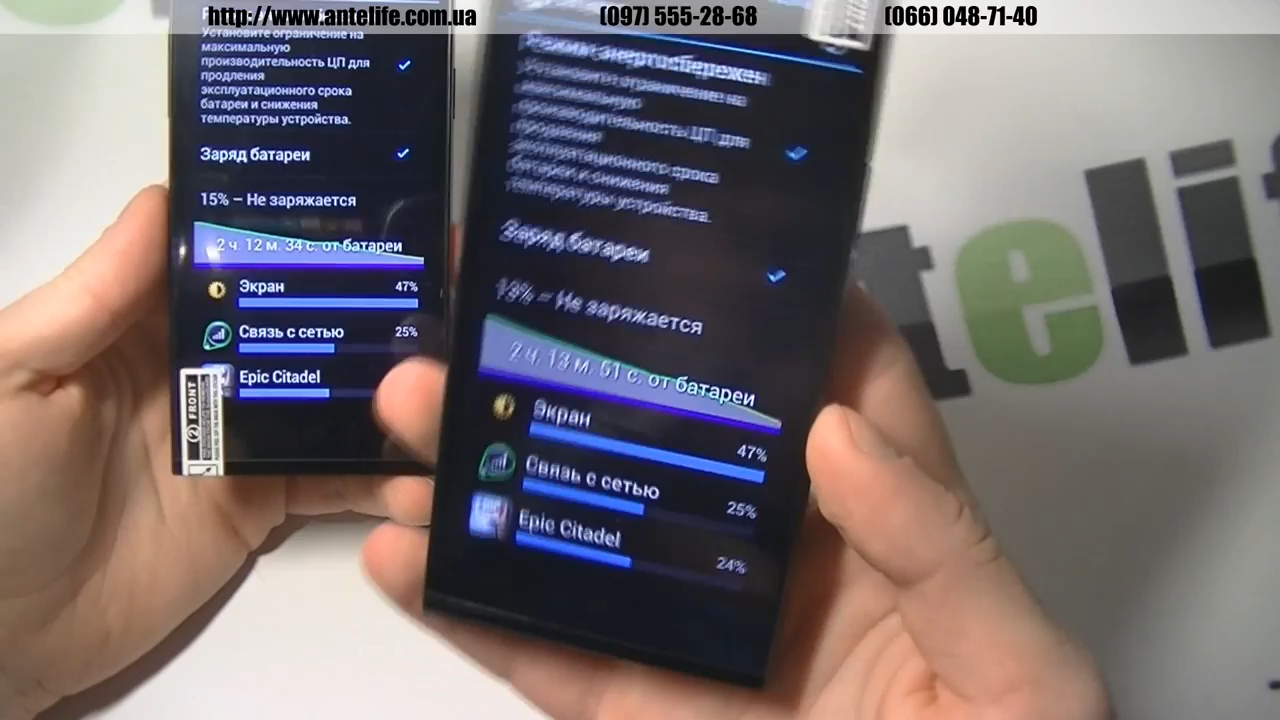 http://www.antelife.com.ua (097) 555-28-68 (066) 048-71-40
Установите ограничение на
максимальную
производительность ЦП для
продления
эксплуатационного срока
батареи и снижения
температуры устройства.
Заряд батареи
15% – Не заряжается
2 ч. 12 м. 34 с. от батареи
Экран 47%
Связь с сетью 25%
Epic Citadel
(2) FRONT
Режим энергосбережен
Установите ограничение на
максимальную
производительность ЦП для
продления
эксплуатационного срока
батареи и снижения
температуры устройства.
Заряд батареи
13% – Не заряжается
2 ч. 13 м. 51 с. от батареи
Экран 47%
Связь с сетью 25%
Epic Citadel 24%
teli